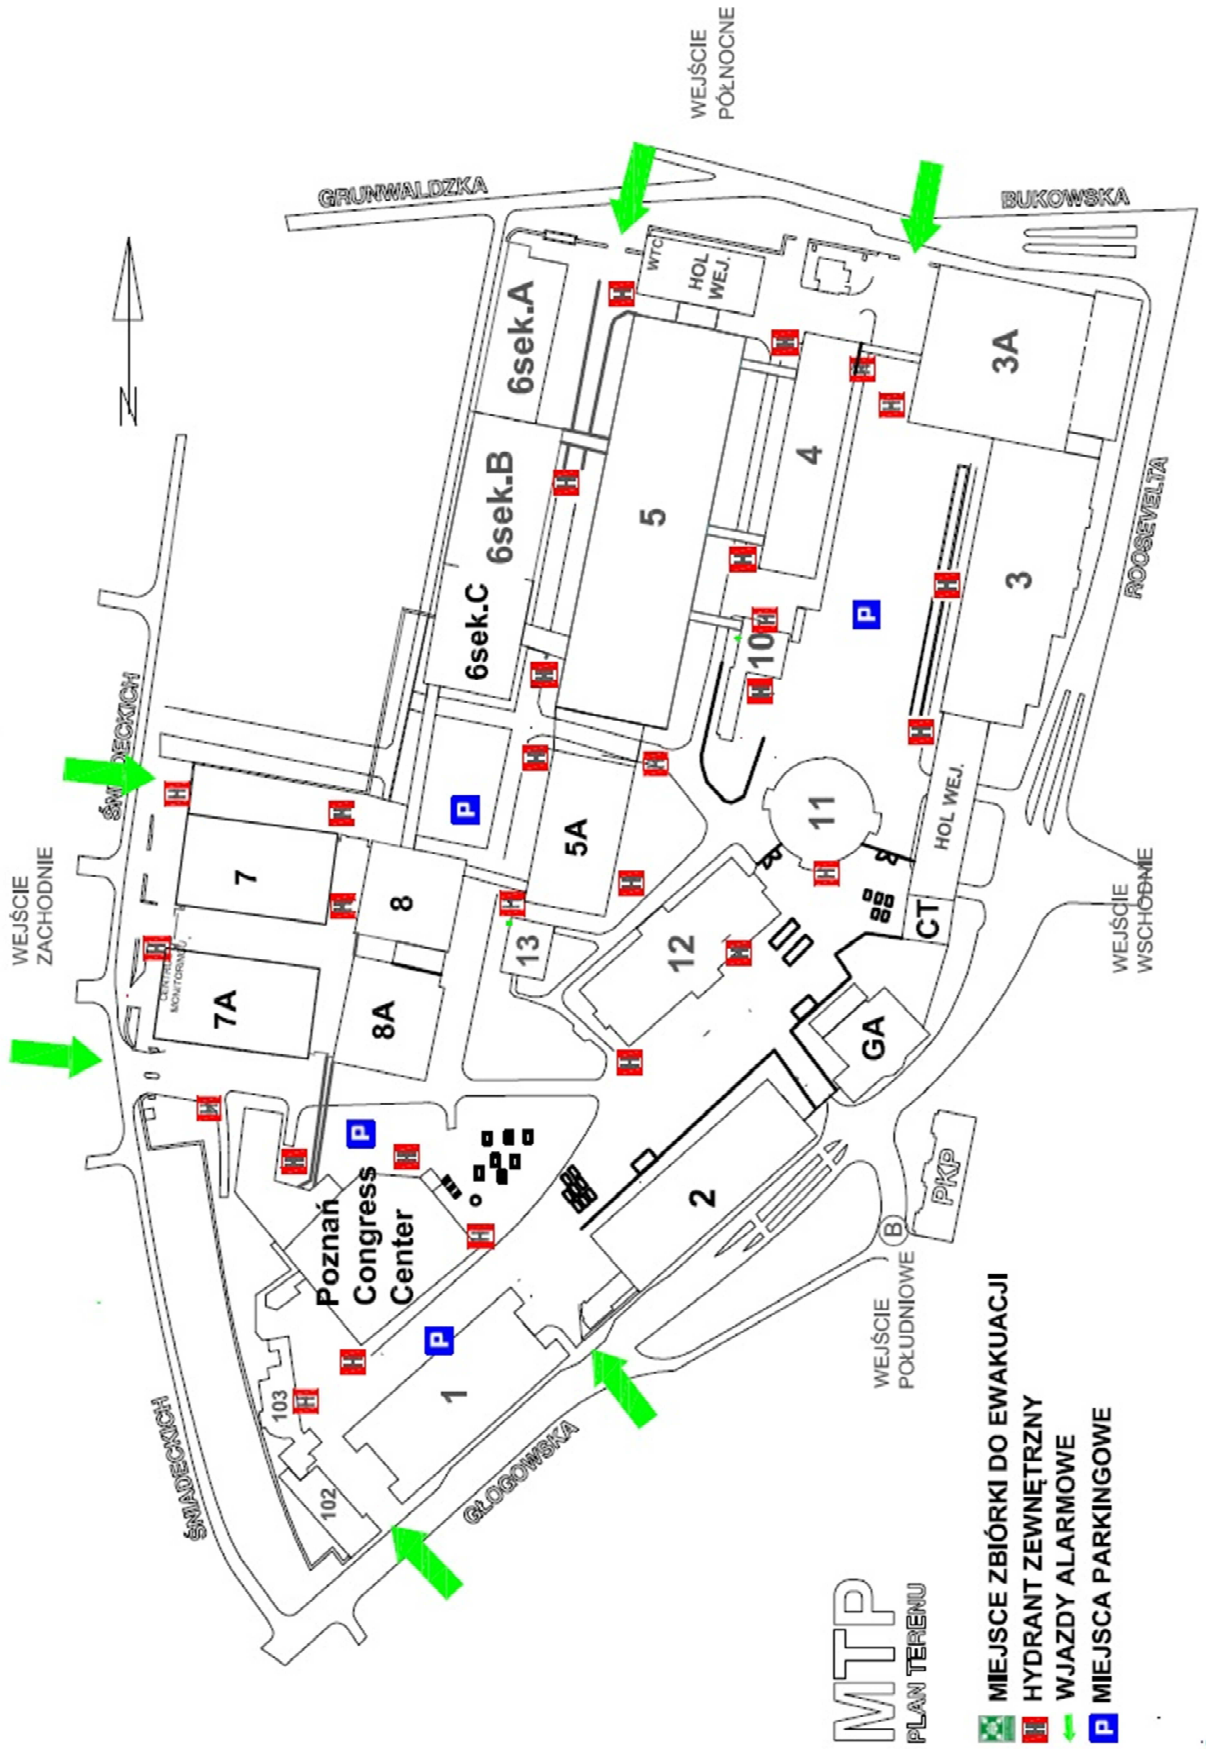 WEJŚCIE
PÓŁNOCNE
GRUNWALDZKA
BUKOWSKA
N
WTC
HOL
WEJ.
6sek.A
3A
6sek.B
4
5
6sek.C
3
ROOSEVELTA
P
10
ŚNIADECKICH
P
11
HOL WEJ.
5A
7
8
WEJŚCIE
ZACHODNIE
WEJŚCIE
WSCHODNIE
CT
13
12
MONITORINGU
7A
8A
GA
P
Poznań
Congress
Center
2
PKP
B
WEJŚCIE
POŁUDNIOWE
P
1
103
102
ŚNIADECKICH
GŁOGOWSKA
MTP
PLAN TERENU
MIEJSCE ZBIÓRKI DO EWAKUACJI
H HYDRANT ZEWNĘTRZNY
WJAZDY ALARMOWE
P MIEJSCA PARKINGOWE